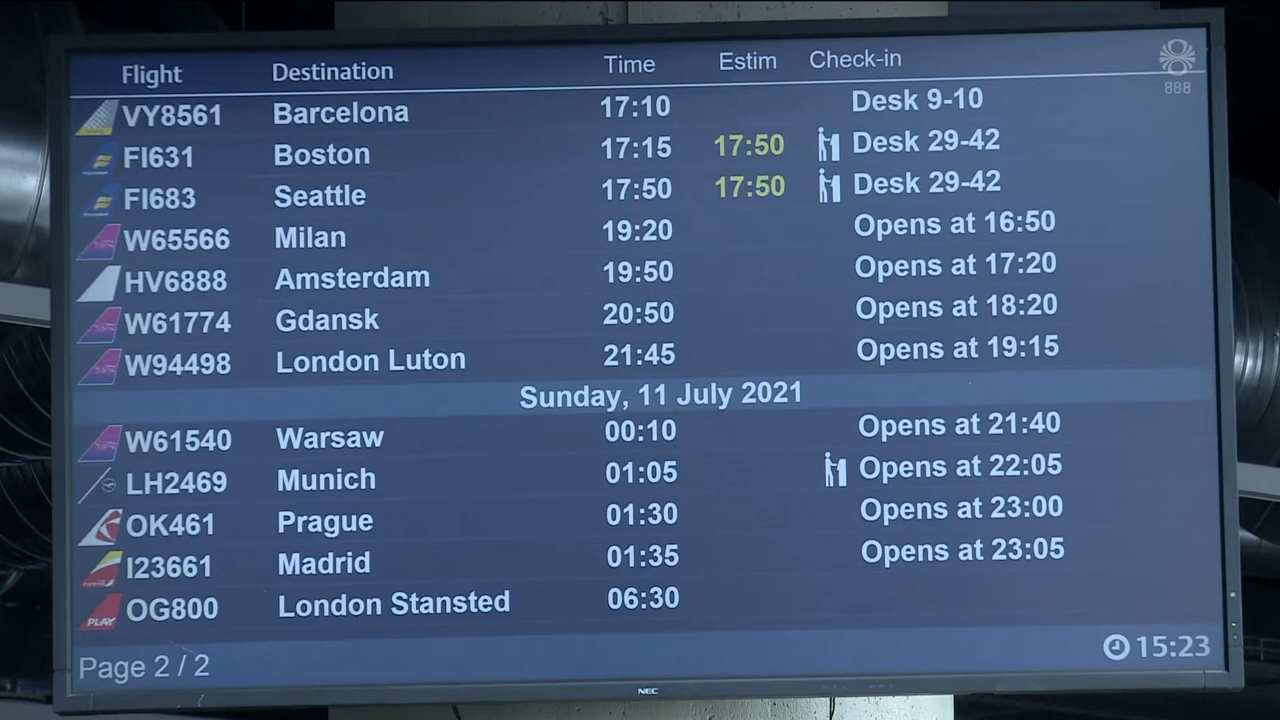 Flight Destination Time Estim Check-in
888
VY8561 Barcelona 17:10 Desk 9-10
FI631 Boston 17:15 17:50 Desk 29-42
FI683 Seattle 17:50 17:50 Desk 29-42
W65566 Milan 19:20 Opens at 16:50
HV6888 Amsterdam 19:50 Opens at 17:20
W61774 Gdansk 20:50 Opens at 18:20
W94498 London Luton 21:45 Opens at 19:15
Sunday, 11 July 2021
W61540 Warsaw 00:10 Opens at 21:40
LH2469 Munich 01:05 Opens at 22:05
OK461 Prague 01:30 Opens at 23:00
I23661 Madrid 01:35 Opens at 23:05
PLAY OG800 London Stansted 06:30
Page 2 / 2 15:23
NEC